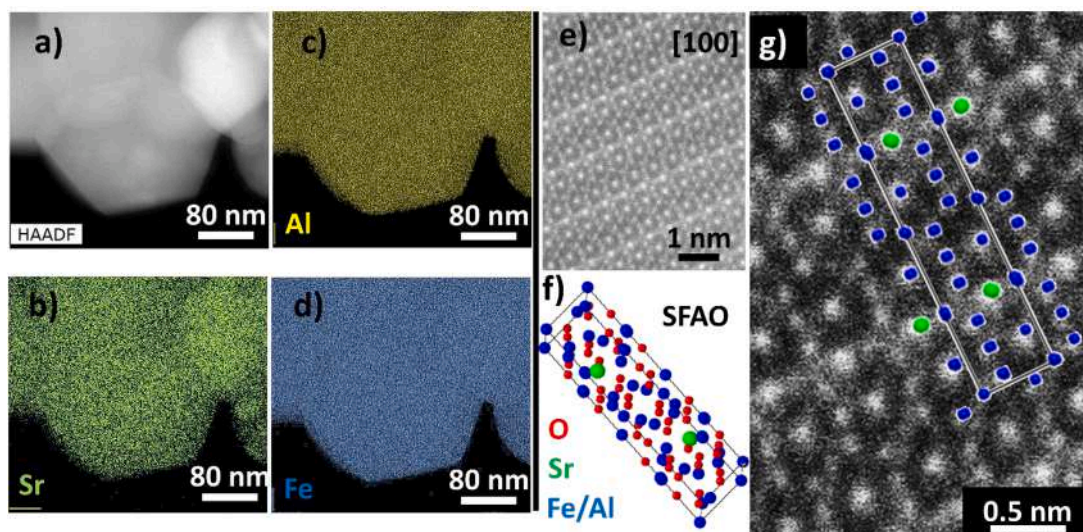 a)
HAADF
80 nm
c)
Al
80 nm
b)
Sr
80 nm
d)
Fe
80 nm
e)
[100]
1 nm
f)
SFAO
O
Sr
Fe/Al
g)
0.5 nm